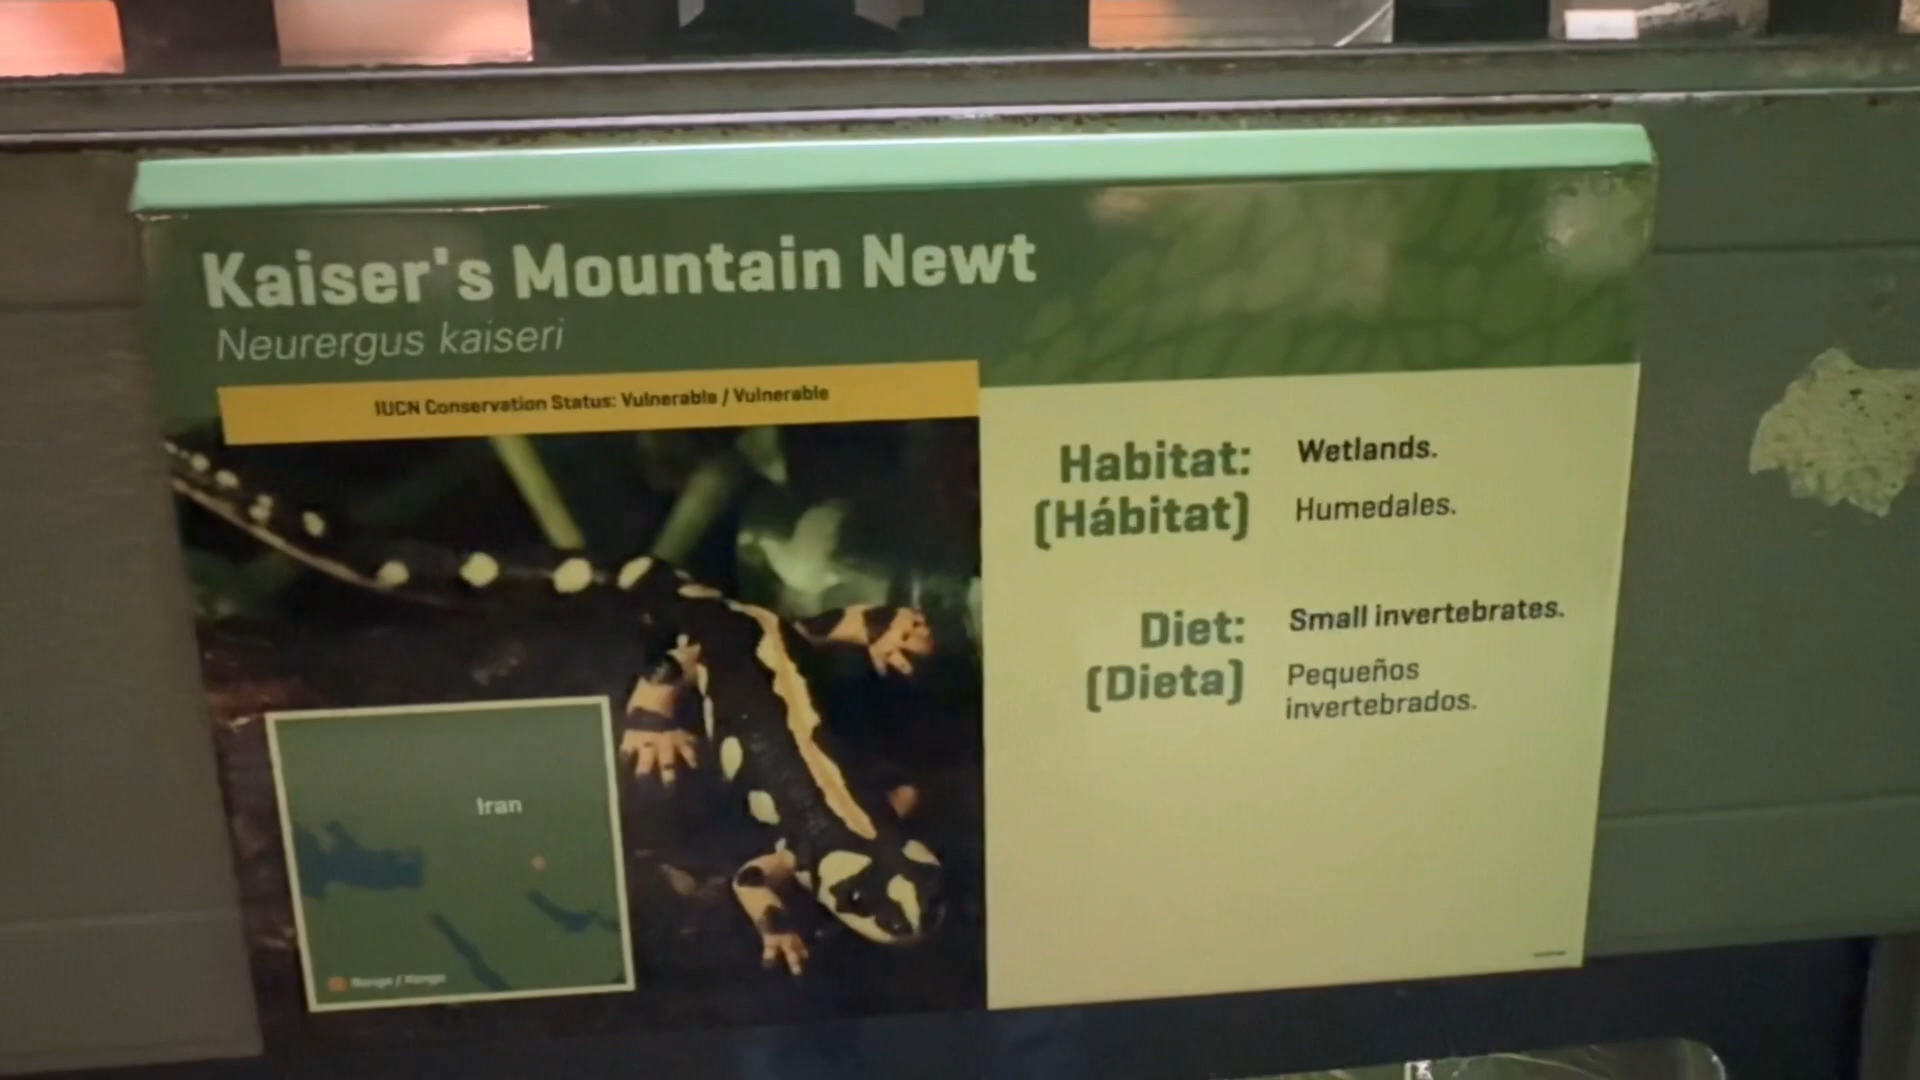 Kaiser's Mountain Newt
Neurergus kaiseri
IUCN Conservation Status: Vulnerable / Vulnerable
Habitat: Wetlands.
(Hábitat) Humedales.
Diet: Small invertebrates.
(Dieta) Pequeños
invertebrados.
Iran